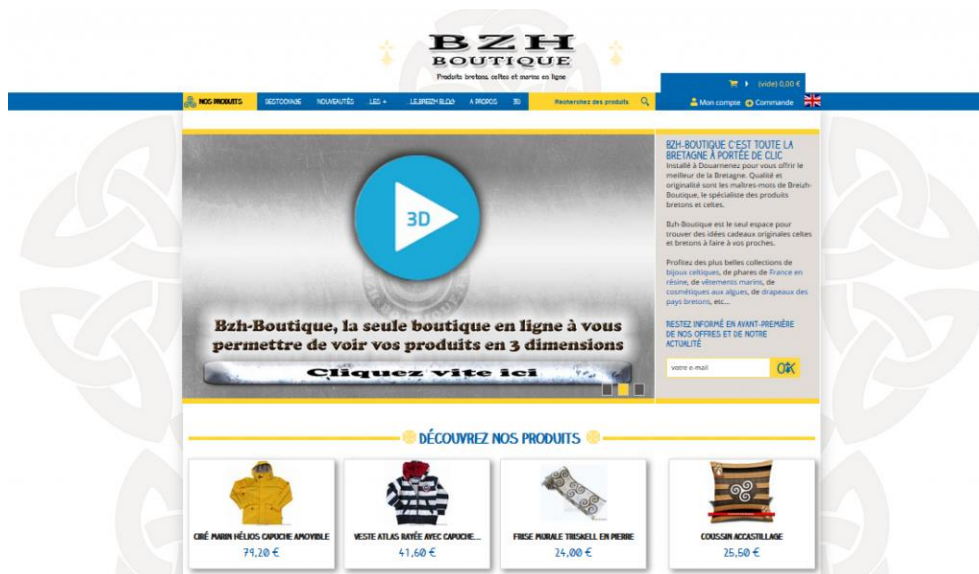 BZH
BOUTIQUE
Produits bretons, celtes et marins en ligne
(vide) 0,00 €
NOS PRODUITS DESTOCKAGE NOUVEAUTÉS LES + LE BREIZH BLOG A PROPOS 3D Recherchez des produits Mon compte Commande
3D
Bzh-Boutique, la seule boutique en ligne à vous
permettre de voir vos produits en 3 dimensions
Cliquez vite ici
BZH-BOUTIQUE C'EST TOUTE LA
BRETAGNE À PORTÉE DE CLIC
Installé à Douarnenez pour vous offrir le
meilleur de la Bretagne. Qualité et
originalité sont les maîtres-mots de Breizh-
Boutique, le spécialiste des produits
bretons et celtes.
Bzh-Boutique est le seul espace pour
trouver des idées cadeaux originales celtes
et bretons à faire à vos proches.
Profitez des plus belles collections de
bijoux celtiques, de phares de France en
résine, de vêtements marins, de
cosmétiques aux algues, de drapeaux des
pays bretons, etc...
RESTEZ INFORMÉ EN AVANT-PREMIÈRE
DE NOS OFFRES ET DE NOTRE
ACTUALITÉ
votre e-mail OK
DÉCOUVREZ NOS PRODUITS
CIRÉ MARIN HÉLIOS CAPUCHE AMOVIBLE
79,20 €
VESTE ATLAS RAYÉE AVEC CAPUCHE...
41,60 €
FRISE MURALE TRISKELL EN PIERRE
24,00 €
COUSSIN ACCASTILLAGE
25,50 €